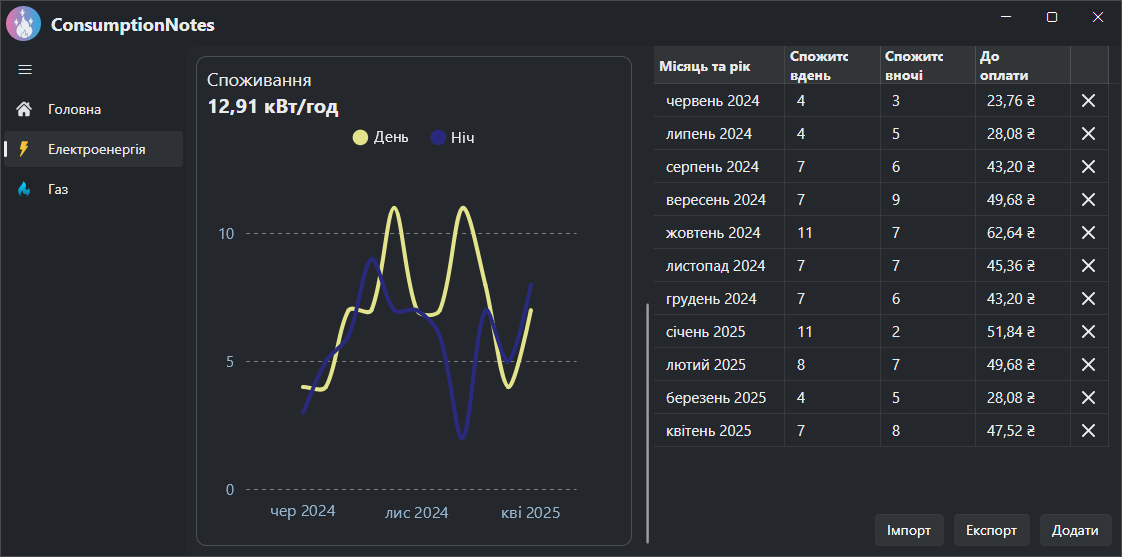 ConsumptionNotes
Головна
Електроенергія
Газ
Споживання
12,91 кВт/год
День Ніч
10
5
0
чер 2024 лис 2024 кві 2025
Місяць та рік Спожитс вдень Спожитс вночі До оплати
червень 2024 4 3 23,76 ₴
липень 2024 4 5 28,08 ₴
серпень 2024 7 6 43,20 ₴
вересень 2024 7 9 49,68 ₴
жовтень 2024 11 7 62,64 ₴
листопад 2024 7 7 45,36 ₴
грудень 2024 7 6 43,20 ₴
січень 2025 11 2 51,84 ₴
лютий 2025 8 7 49,68 ₴
березень 2025 4 5 28,08 ₴
квітень 2025 7 8 47,52 ₴
Імпорт Експорт Додати